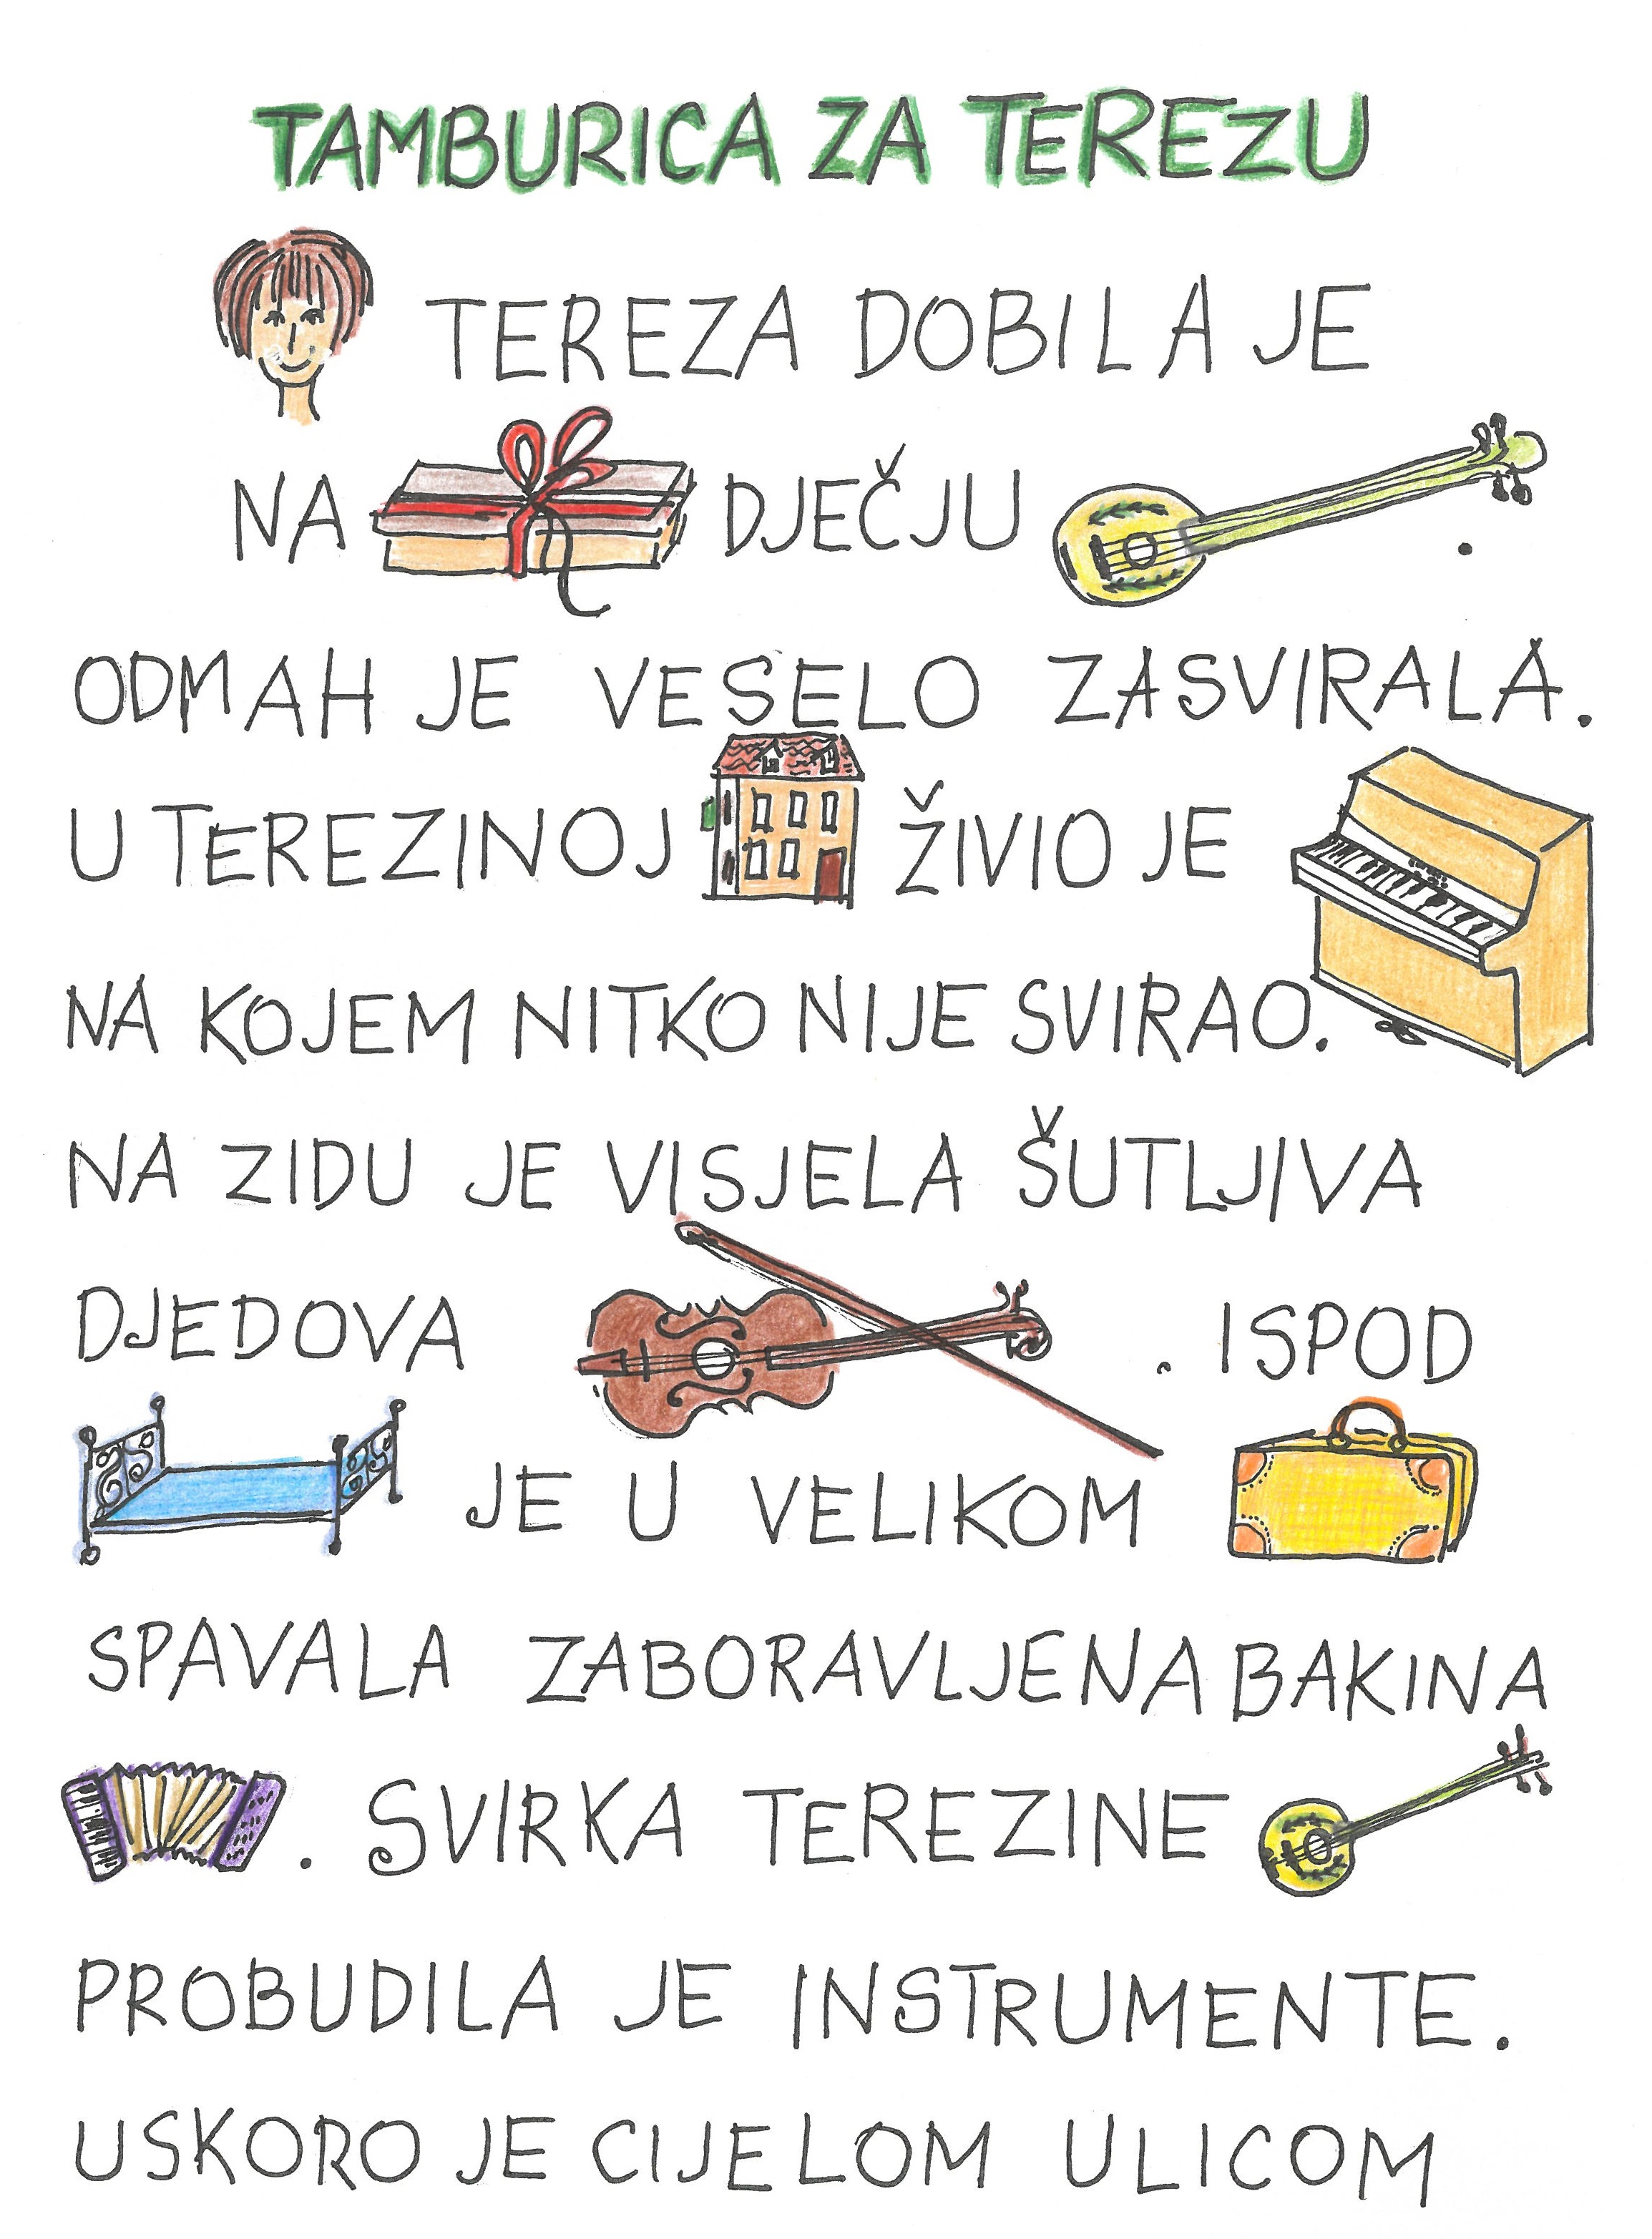 TAMBURICA ZA TEREZU
TEREZA DOBILA JE
NA DJEČJU .
ODMAH JE VESELO ZASVIRALA.
U TEREZINOJ ŽIVIO JE
NA KOJEM NITKO NIJE SVIRAO.
NA ZIDU JE VISJELA ŠUTLJIVA
DJEDOVA . ISPOD
JE U VELIKOM
SPAVALA ZABORAVLJENA BAKINA
. SVIRKA TEREZINE
PROBUDILA JE INSTRUMENTE.
USKORO JE CIJELOM ULICOM